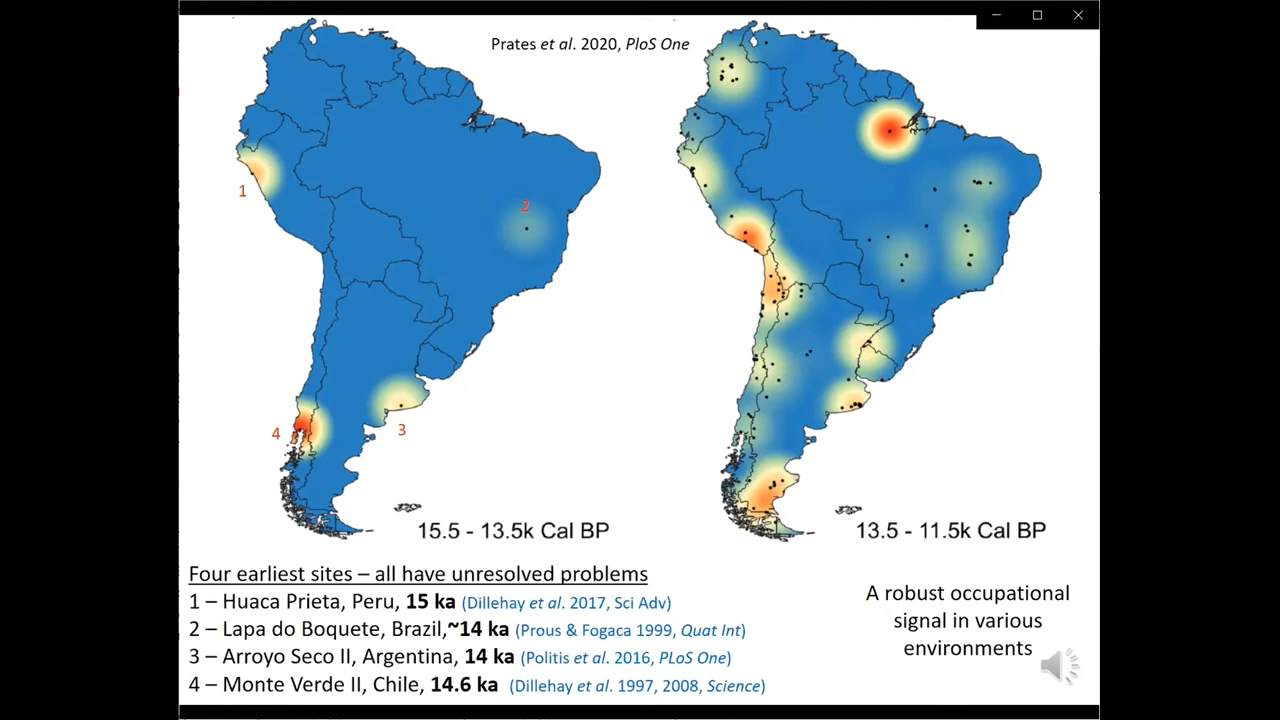 Prates et al. 2020, PloS One
1
2
3
4
15.5 - 13.5k Cal BP
13.5 - 11.5k Cal BP
Four earliest sites – all have unresolved problems
1 – Huaca Prieta, Peru, 15 ka (Dillehay et al. 2017, Sci Adv)
2 – Lapa do Boquete, Brazil,~14 ka (Prous & Fogaca 1999, Quat Int)
3 – Arroyo Seco II, Argentina, 14 ka (Politis et al. 2016, PLoS One)
4 – Monte Verde II, Chile, 14.6 ka (Dillehay et al. 1997, 2008, Science)
A robust occupational
signal in various
environments